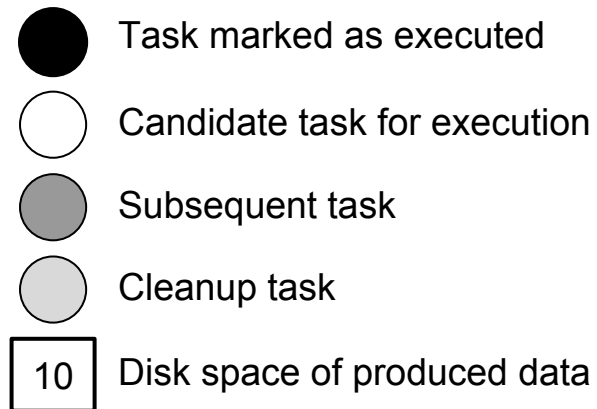 Task marked as executed
Candidate task for execution
Subsequent task
Cleanup task
10 Disk space of produced data